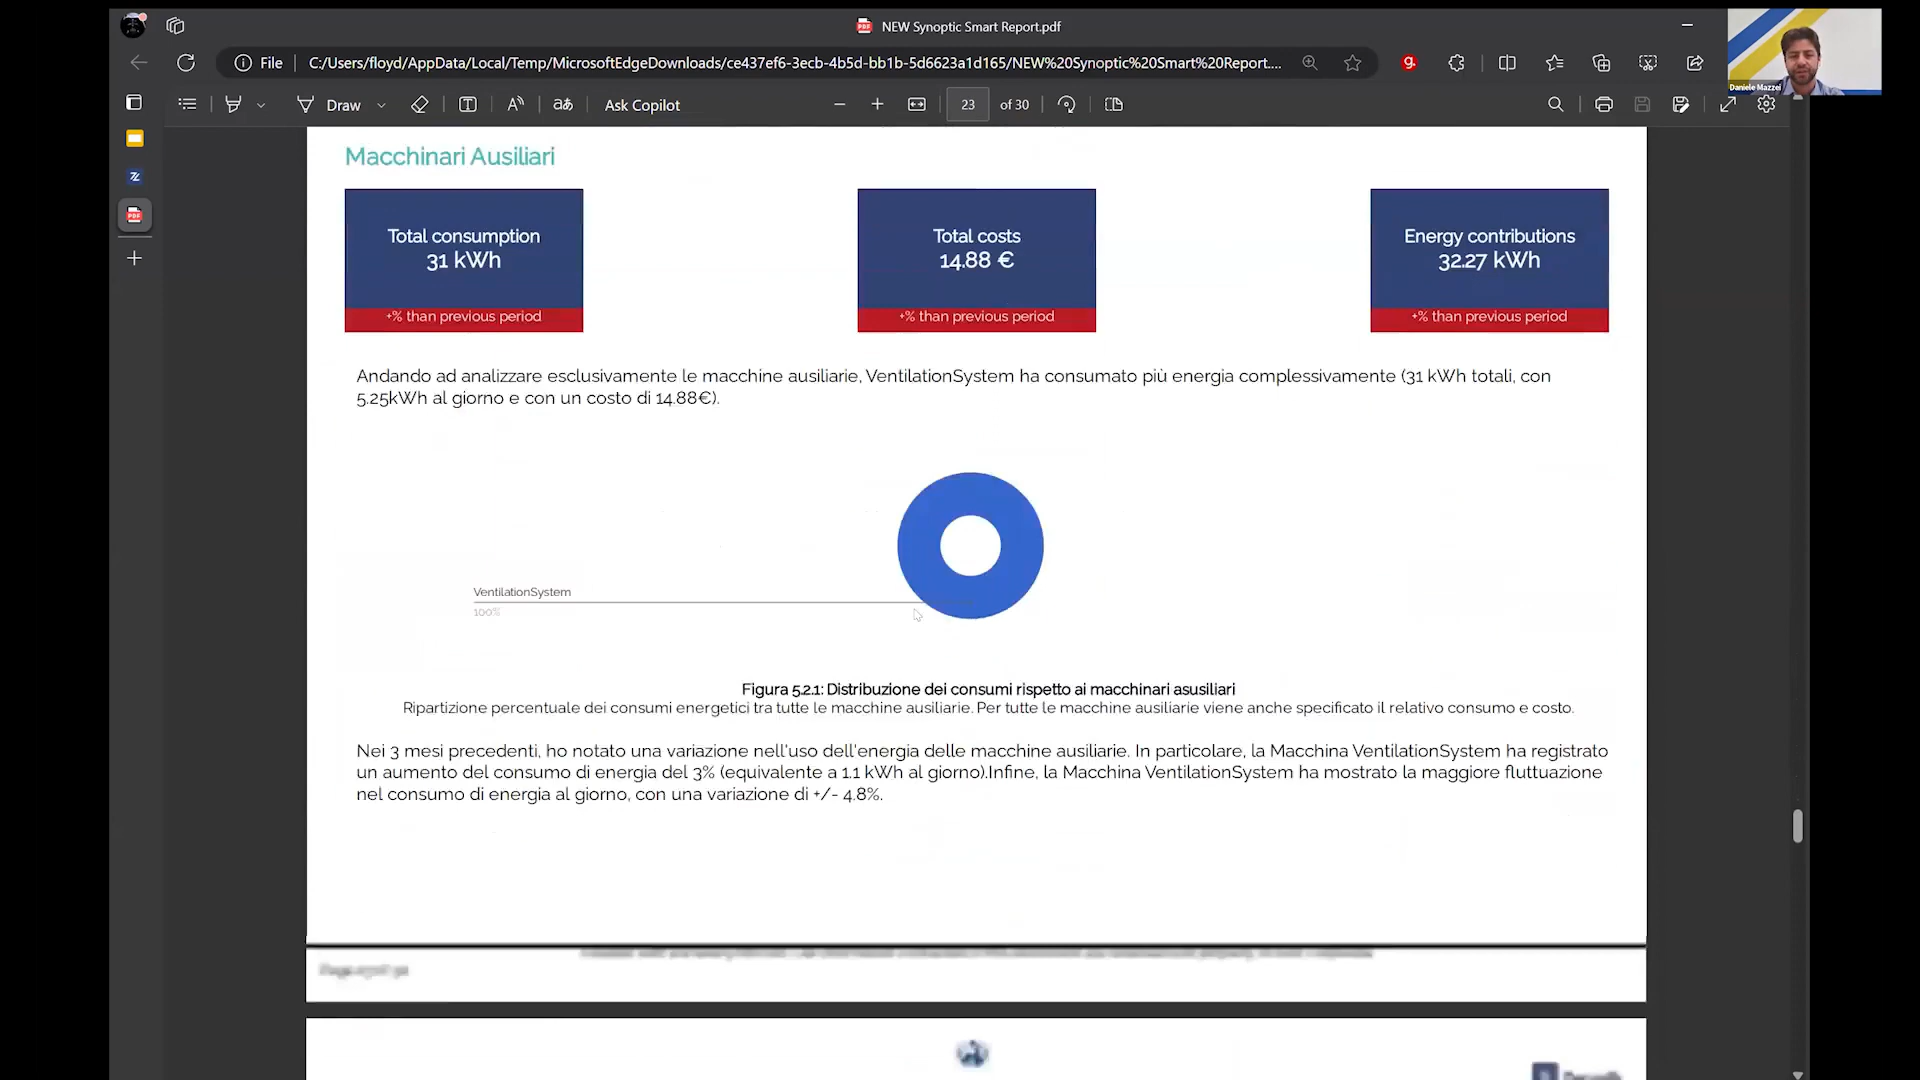 NEW Synoptic Smart Report.pdf
File
C:/Users/floyd/AppData/Local/Temp/MicrosoftEdgeDownloads/ce437ef6-3ecb-4b5d-bb1b-5d6623a1d165/NEW%20Synoptic%20Smart%20Report....
Daniele Mazzei
Draw
Ask Copilot
23 of 30
Macchinari Ausiliari
Total consumption
31 kWh
+% than previous period
Total costs
14.88 €
+% than previous period
Energy contributions
32.27 kWh
+% than previous period
Andando ad analizzare esclusivamente le macchine ausiliarie, VentilationSystem ha consumato più energia complessivamente (31 kWh totali, con
5.25kWh al giorno e con un costo di 14.88€).
VentilationSystem
100%
Figura 5.2.1: Distribuzione dei consumi rispetto ai macchinari asusiliari
Ripartizione percentuale dei consumi energetici tra tutte le macchine ausiliarie. Per tutte le macchine ausiliarie viene anche specificato il relativo consumo e costo.
Nei 3 mesi precedenti, ho notato una variazione nell'uso dell'energia delle macchine ausiliarie. In particolare, la Macchina VentilationSystem ha registrato
un aumento del consumo di energia del 3% (equivalente a 1.1 kWh al giorno).Infine, la Macchina VentilationSystem ha mostrato la maggiore fluttuazione
nel consumo di energia al giorno, con una variazione di +/- 4.8%.